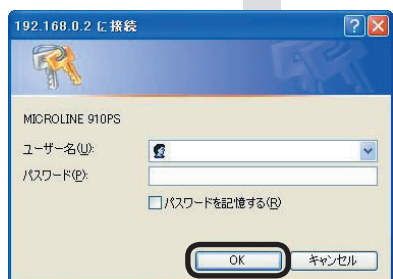 192.168.0.2 に接続
MICROLINE 910PS
ユーザー名(U):
パスワード(P):
パスワードを記憶する(R)
OK
キャンセル